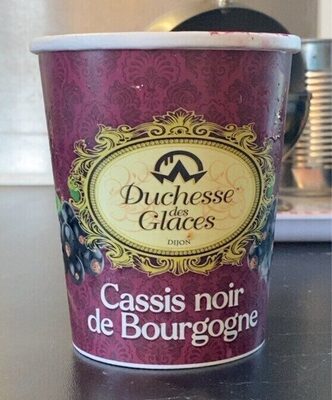 Duchesse
des
Glaces
DIJON
Cassis noir
de Bourgogne